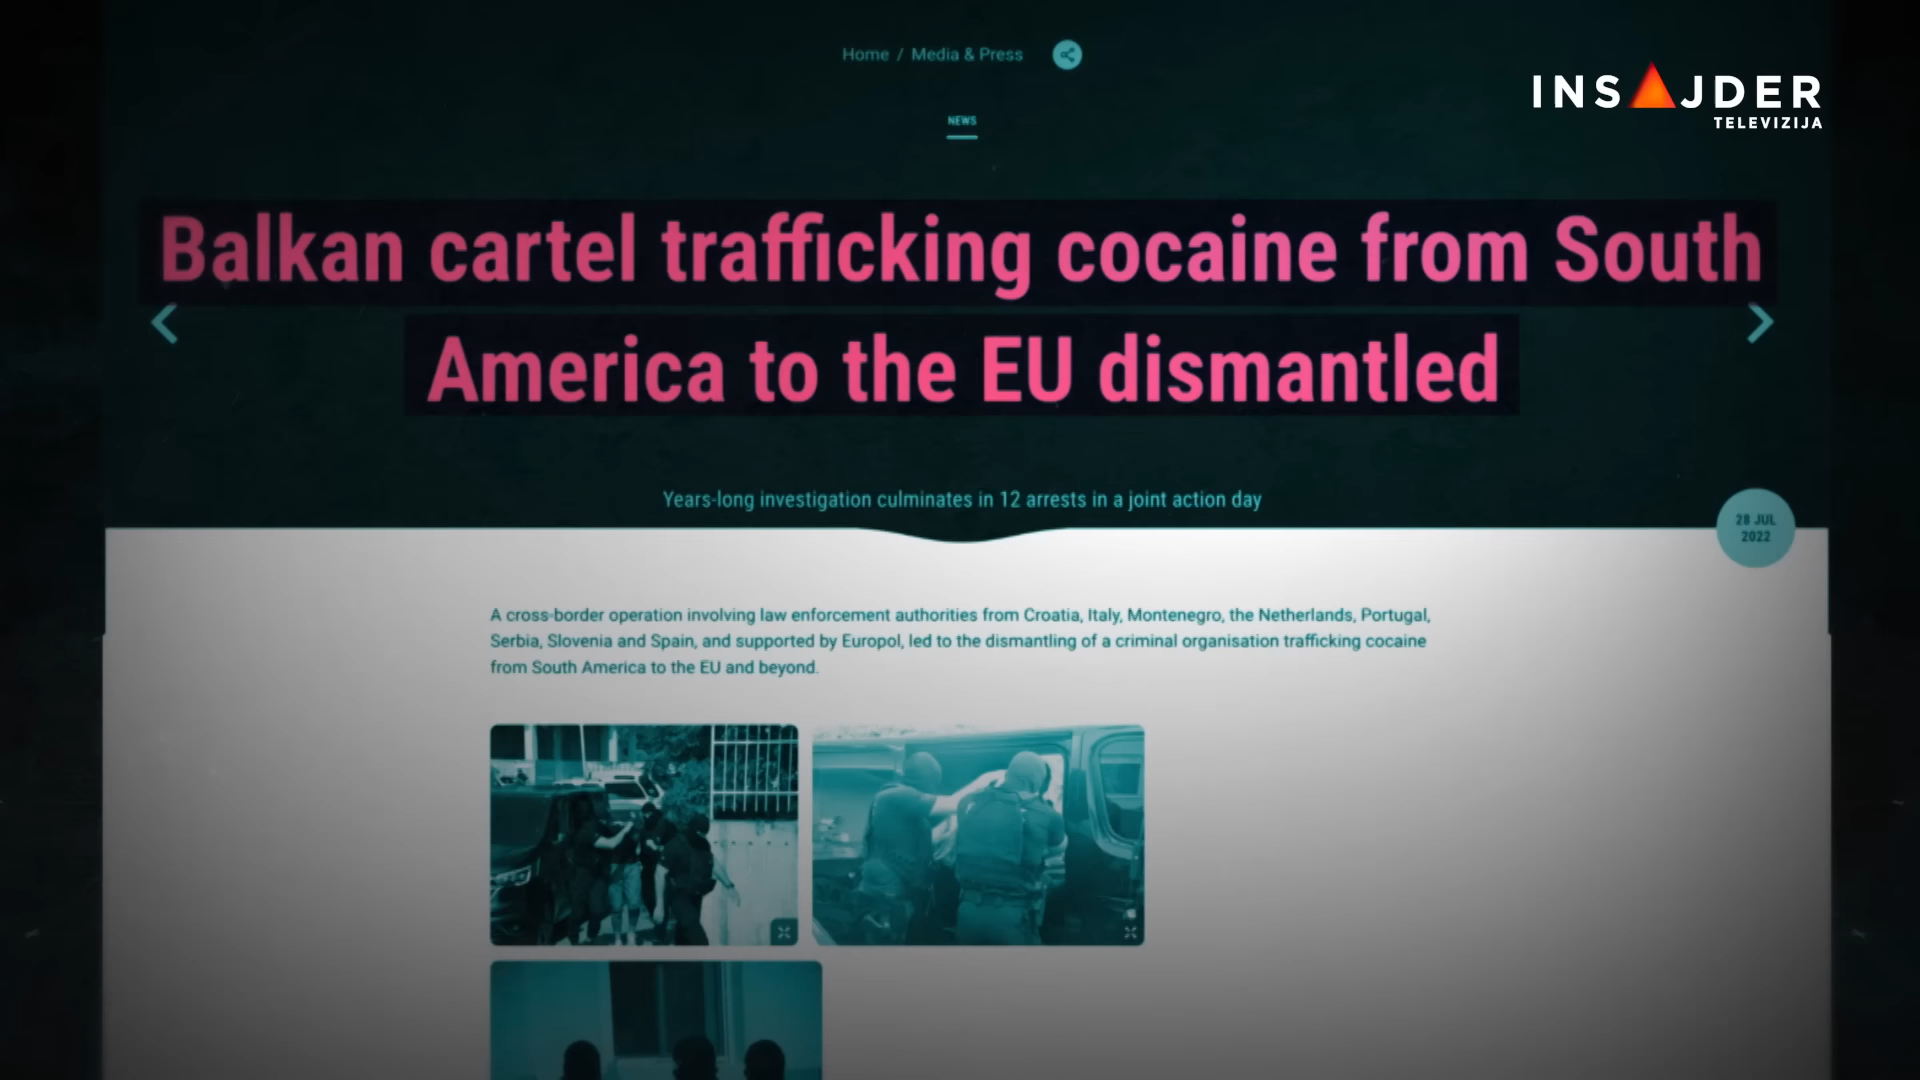 Home / Media & Press
INSAJDER
TELEVIZIJA
NEWS
Balkan cartel trafficking cocaine from South
America to the EU dismantled
Years-long investigation culminates in 12 arrests in a joint action day
28 JUL
2022
A cross-border operation involving law enforcement authorities from Croatia, Italy, Montenegro, the Netherlands, Portugal,
Serbia, Slovenia and Spain, and supported by Europol, led to the dismantling of a criminal organisation trafficking cocaine
from South America to the EU and beyond.